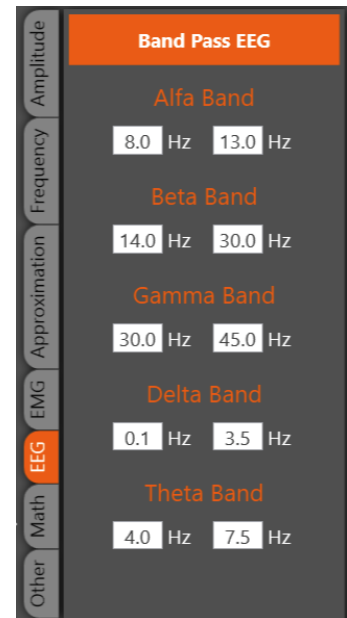 Amplitude
Frequency
Approximation
EMG
EEG
Math
Other
Band Pass EEG
Alfa Band
8.0 Hz 13.0 Hz
Beta Band
14.0 Hz 30.0 Hz
Gamma Band
30.0 Hz 45.0 Hz
Delta Band
0.1 Hz 3.5 Hz
Theta Band
4.0 Hz 7.5 Hz